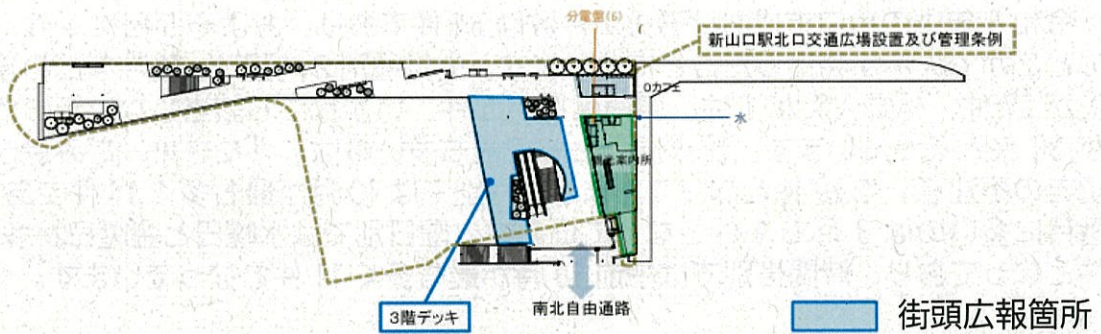 分電盤(6)
新山口駅北口交通広場設置及び管理条例
0カフェ
水
観光案内所
3階デッキ
南北自由通路
街頭広報箇所